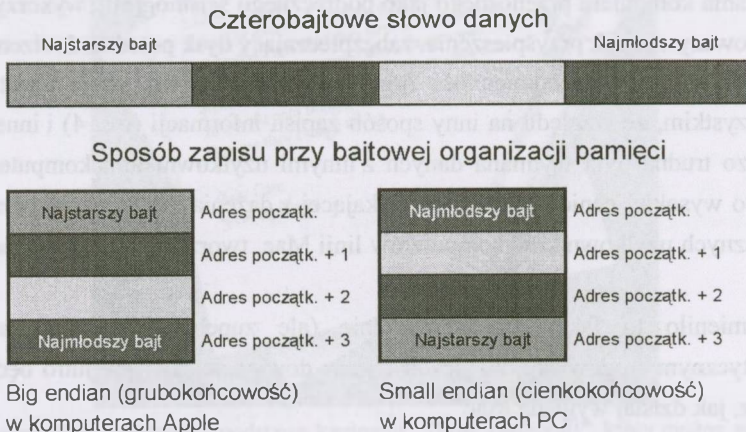 Czterobajtowe słowo danych
Najstarszy bajt Najmłodszy bajt
Sposób zapisu przy bajtowej organizacji pamięci
Najstarszy bajt Adres początk.
Adres początk. + 1
Adres początk. + 2
Najmłodszy bajt Adres początk. + 3
Big endian (grubokońcowość)
w komputerach Apple
Najmłodszy bajt Adres początk.
Adres początk. + 1
Adres początk. + 2
Najstarszy bajt Adres początk. + 3
Small endian (cienkokońcowość)
w komputerach PC